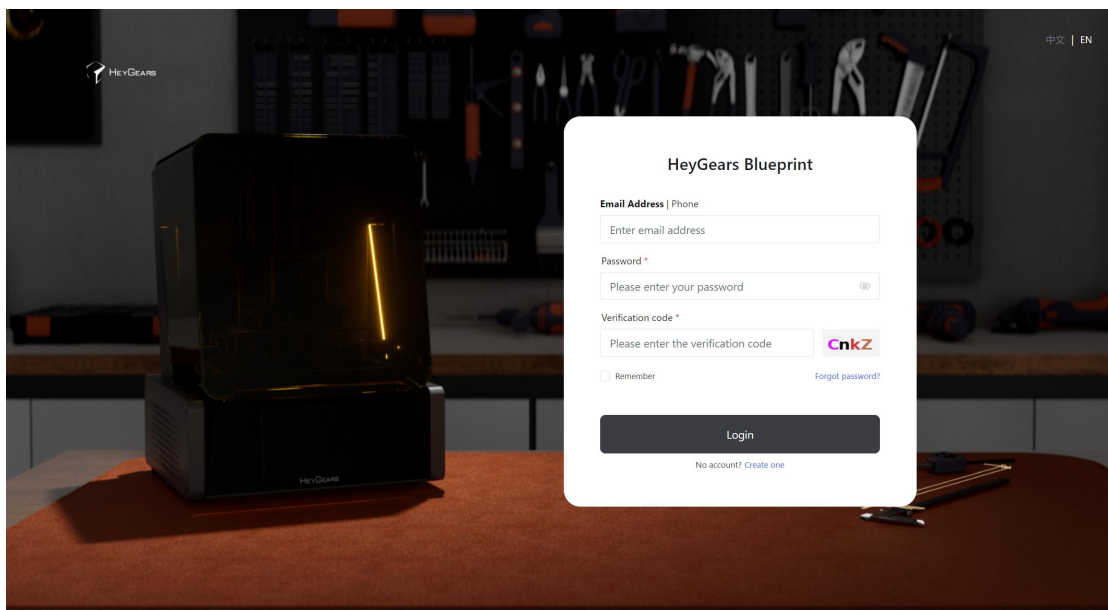 中文 | EN
HEYGEARS
HeyGears Blueprint
Email Address | Phone
Enter email address
Password *
Please enter your password
Verification code *
Please enter the verification code
CnkZ
Remember
Forgot password?
Login
No account? Create one
HEYGEARS